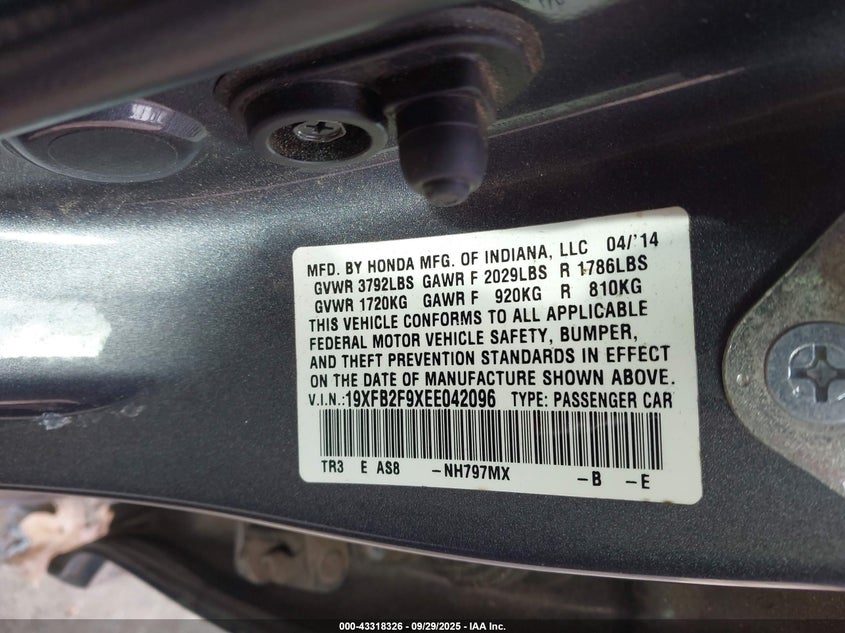 MFD. BY HONDA MFG. OF INDIANA, LLC 04/'14
GVWR 3792LBS GAWR F 2029LBS R 1786LBS
GVWR 1720KG GAWR F 920KG R 810KG
THIS VEHICLE CONFORMS TO ALL APPLICABLE
FEDERAL MOTOR VEHICLE SAFETY, BUMPER,
AND THEFT PREVENTION STANDARDS IN EFFECT
ON THE DATE OF MANUFACTURE SHOWN ABOVE.
V.I.N.:19XFB2F9XEE042096 TYPE: PASSENGER CAR
TR3 E AS8 -NH797MX -B -E
000-43318326 - 09/29/2025 - IAA Inc.